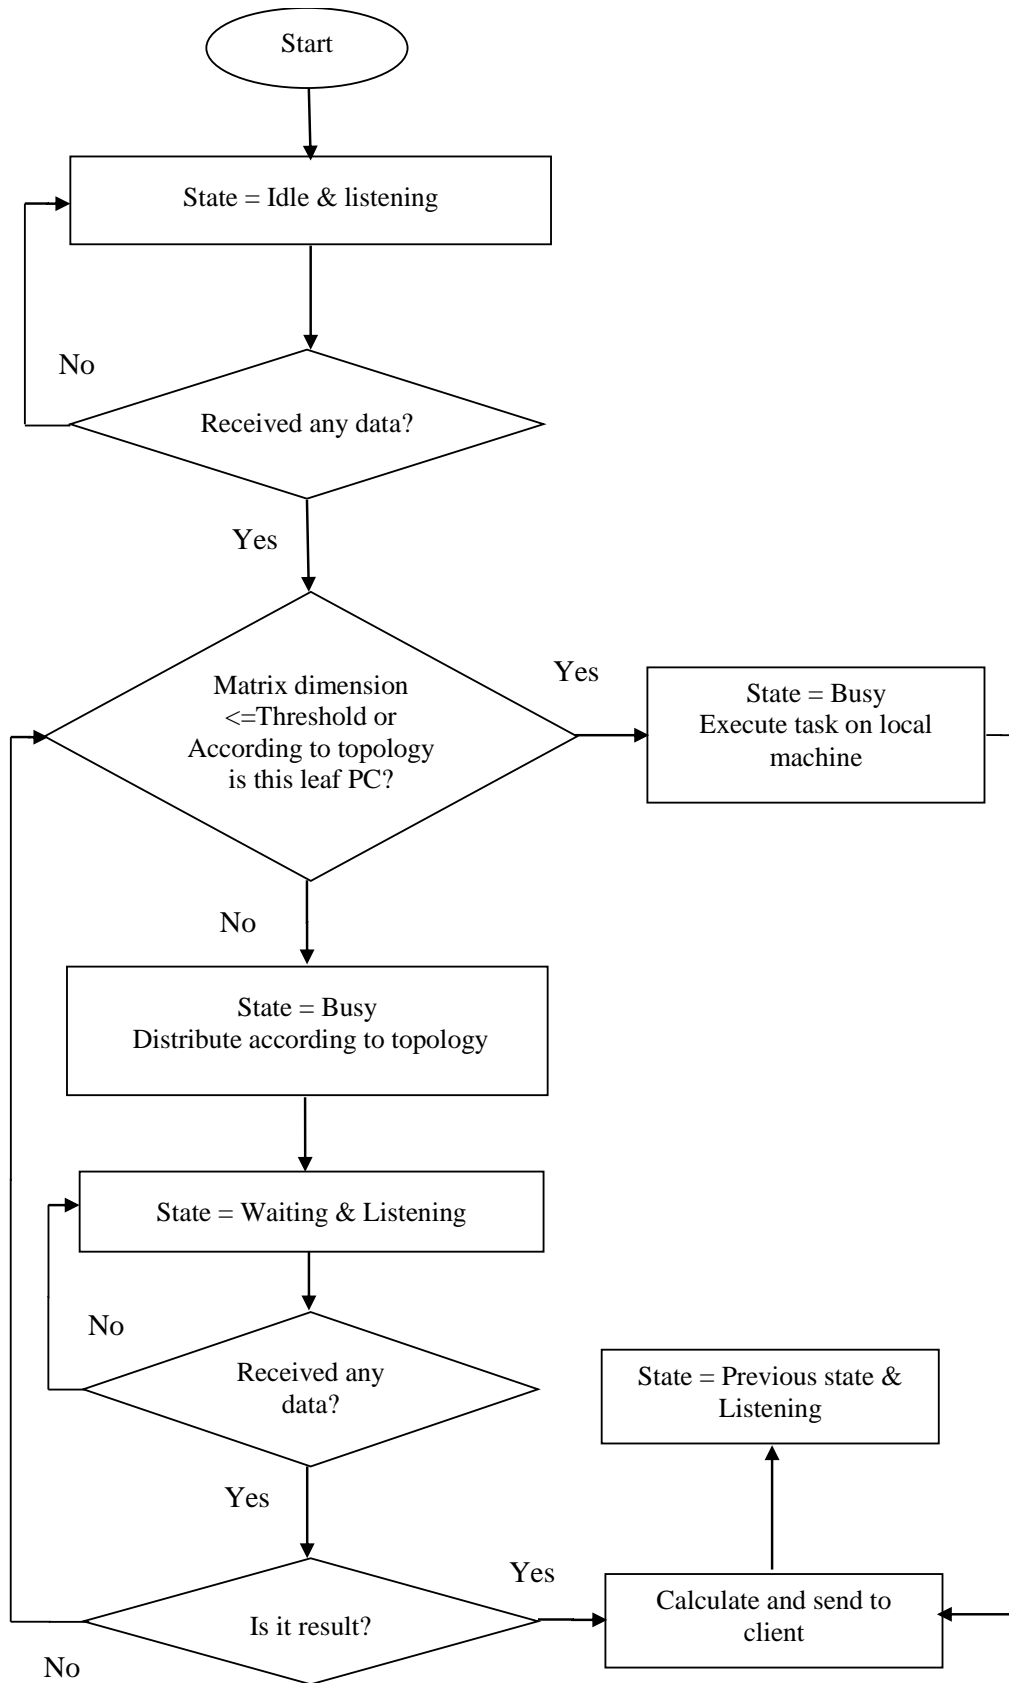 Start
State = Idle & listening
No
Received any data?
Yes
Matrix dimension
<=Threshold or
According to topology
is this leaf PC?
Yes
State = Busy
Execute task on local
machine
No
State = Busy
Distribute according to topology
State = Waiting & Listening
No
Received any
data?
State = Previous state &
Listening
Yes
Is it result?
Yes
Calculate and send to
client
No